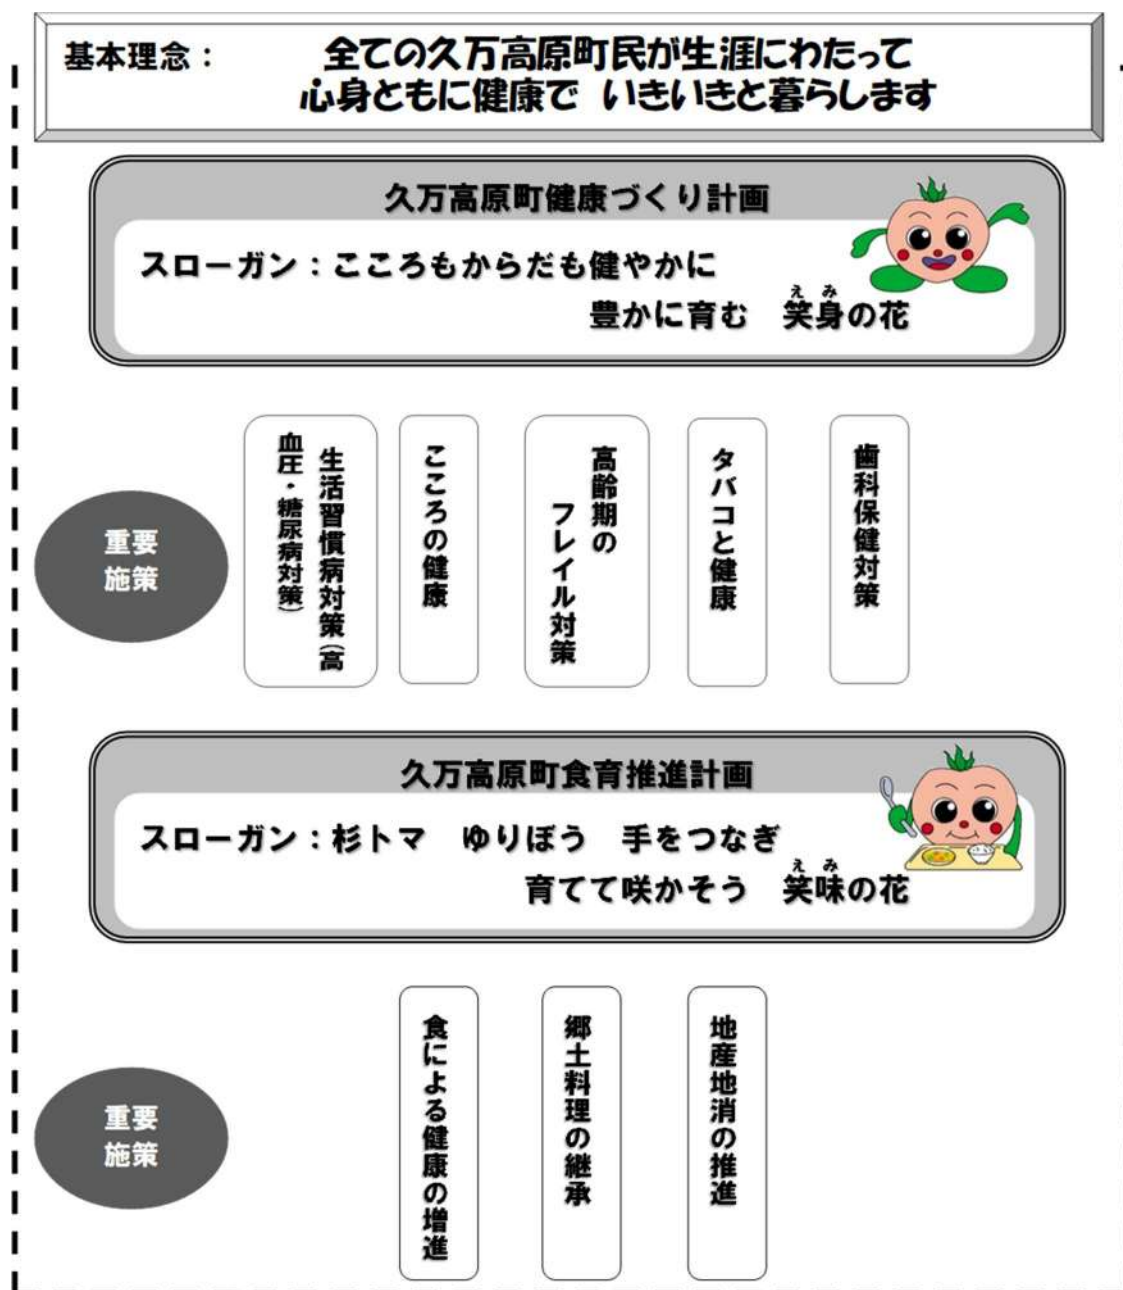 基本理念： 全ての久万高原町民が生涯にわたって
心身ともに健康で いきいきと暮らします
久万高原町健康づくり計画
スローガン：こころもからだも健やかに
豊かに育む 笑身の花
えみ
重要
施策
生活習慣病対策（高
血圧・糖尿病対策）
こころの健康
高齢期の
フレイル対策
タバコと健康
歯科保健対策
久万高原町食育推進計画
スローガン：杉トマ ゆりぼう 手をつなぎ
育てて咲かそう 笑味の花
えみ
重要
施策
食による健康の増進
郷土料理の継承
地産地消の推進